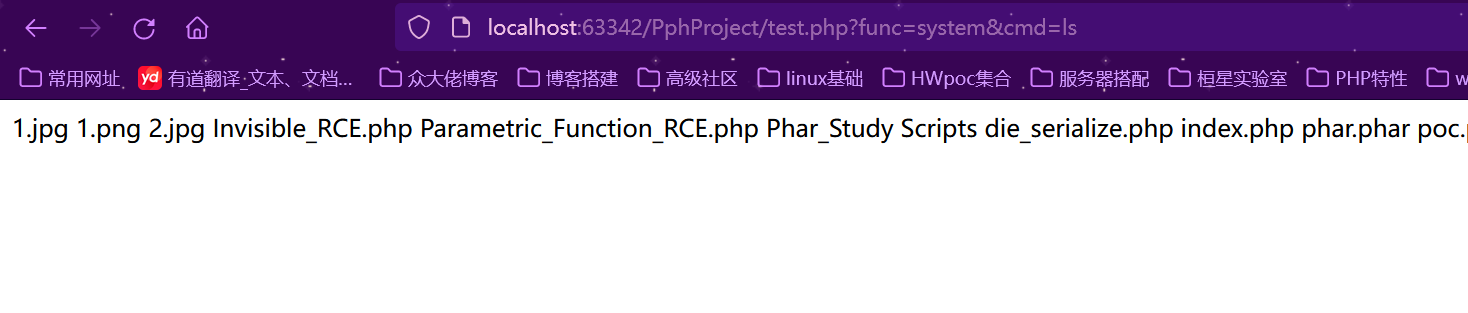 localhost:63342/PphProject/test.php?func=system&cmd=ls
常用网址 yd 有道翻译_文本、文档... 众大佬博客 博客搭建 高级社区 linux基础 HWpoc集合 服务器搭配 桓星实验室 PHP特性 w
1.jpg 1.png 2.jpg Invisible_RCE.php Parametric_Function_RCE.php Phar_Study Scripts die_serialize.php index.php phar.phar poc.